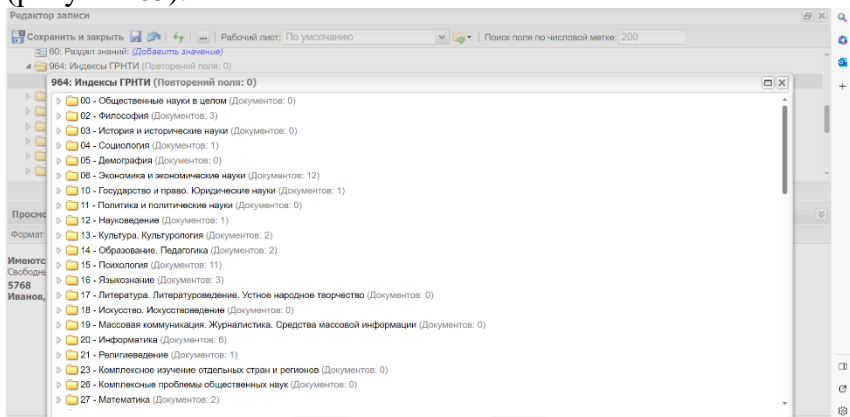 Редактор записи
Сохранить и закрыть ... Рабочий лист: По умолчанию Поиск поля по числовой метке: 200
60: Раздел знаний: (Добавить значение)
964: Индексы ГРНТИ (Повторений поля: 0)
964: Индексы ГРНТИ (Повторений поля: 0)
00 - Общественные науки в целом (Документов: 0)
02 - Философия (Документов: 3)
03 - История и исторические науки (Документов: 0)
04 - Социология (Документов: 1)
05 - Демография (Документов: 0)
06 - Экономика и экономические науки (Документов: 12)
10 - Государство и право. Юридические науки (Документов: 1)
11 - Политика и политические науки (Документов: 0)
Просмо
12 - Науковедение (Документов: 1)
Формат
13 - Культура. Культурология (Документов: 2)
14 - Образование. Педагогика (Документов: 2)
Имеютс
15 - Психология (Документов: 11)
Свободн
16 - Языкознание (Документов: 3)
5768
Иванов,
17 - Литература. Литературоведение. Устное народное творчество (Документов: 0)
18 - Искусство. Искусствоведение (Документов: 0)
19 - Массовая коммуникация. Журналистика. Средства массовой информации (Документов: 0)
20 - Информатика (Документов: 6)
21 - Религиеведение (Документов: 1)
23 - Комплексное изучение отдельных стран и регионов (Документов: 0)
26 - Комплексные проблемы общественных наук (Документов: 0)
27 - Математика (Документов: 2)